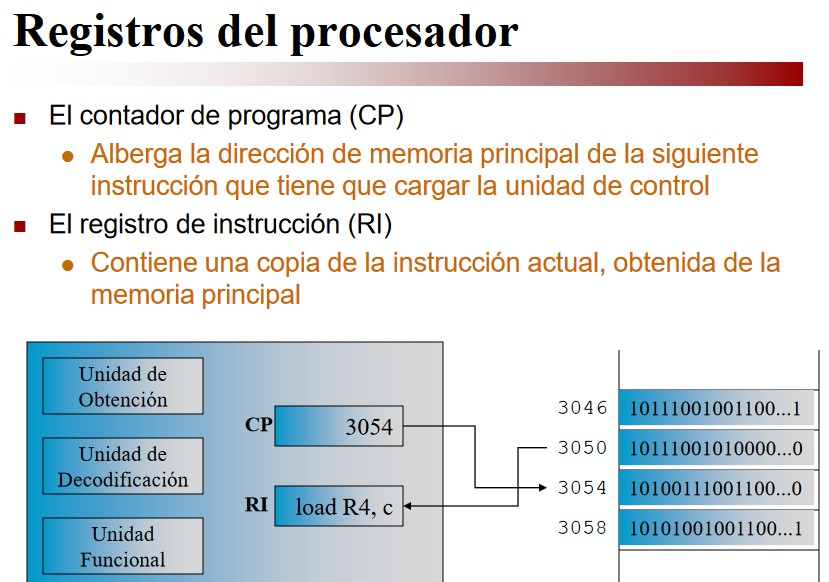 Registros del procesador
El contador de programa (CP)
Alberga la dirección de memoria principal de la siguiente
instrucción que tiene que cargar la unidad de control
El registro de instrucción (RI)
Contiene una copia de la instrucción actual, obtenida de la
memoria principal
Unidad de
Obtención
Unidad de
Decodificación
Unidad
Funcional
CP
3054
RI
load R4, c
3046 10111001001100...1
3050 10111001010000...0
3054 10100111001100...0
3058 10101001001100...1